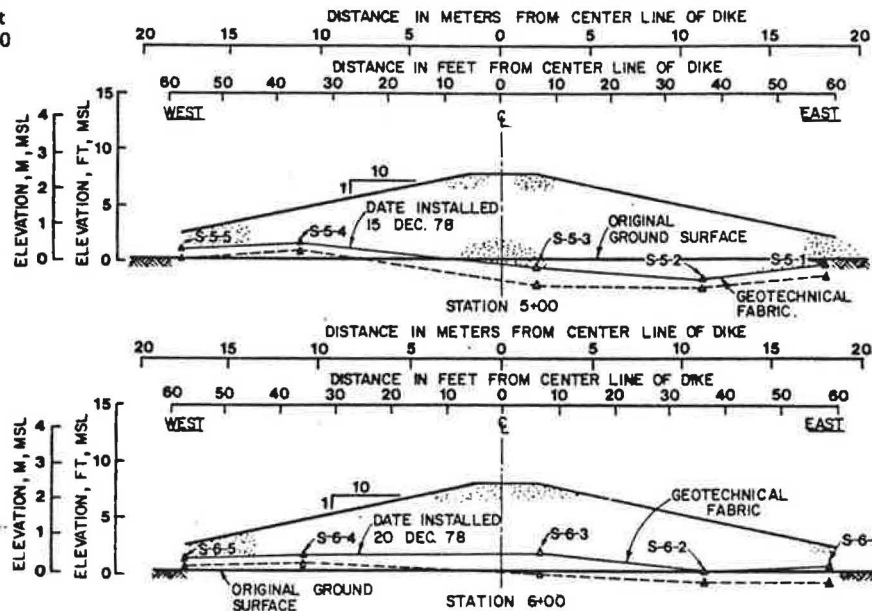 t
0
DISTANCE IN METERS FROM CENTER LINE OF DIKE
20 15 10 5 0 5 10 15 20
DISTANCE IN FEET FROM CENTER LINE OF DIKE
60 50 40 30 20 10 0 10 20 30 40 50 60
WEST
EAST
ELEVATION, M, MSL
4 3 2 1 0
ELEVATION, FT, MSL
15 10 5 0
℄
1 10
DATE INSTALLED
15 DEC. 78
ORIGINAL
GROUND SURFACE
S-5-5
S-5-4
S-5-3
S-5-2
S-5-1
GEOTECHNICAL
FABRIC.
STATION 5+00
DISTANCE IN METERS FROM CENTER LINE OF DIKE
20 15 10 5 0 5 10 15 20
DISTANCE IN FEET FROM CENTER LINE OF DIKE
60 50 40 30 20 10 0 10 20 30 40 50 60
WEST
EAST
ELEVATION, M, MSL
4 3 2 1 0
ELEVATION, FT, MSL
15 10 5 0
℄
1 10
DATE INSTALLED
20 DEC. 78
GEOTECHNICAL
FABRIC
S-6-5
S-6-4
S-6-3
S-6-2
S-6-
ORIGINAL GROUND
SURFACE
STATION 6+00